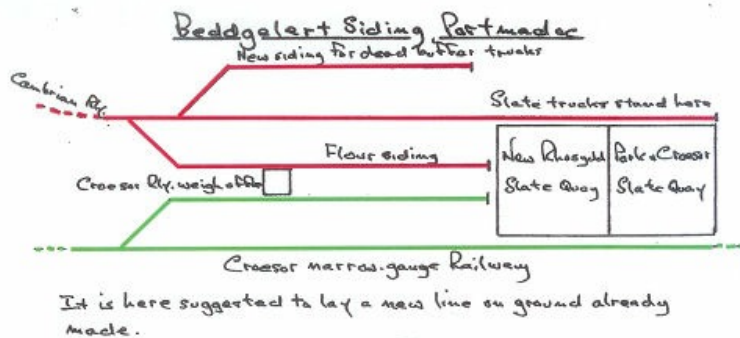 Beddgelert Siding, Portmadoc
New siding for dead buffer trucks
Cambrian Rly.
Slate trucks stand here
Flour siding
New Rhosydd
Slate Quay
Park & Croesor
Slate Quay
Croesor Rly. weigh office
Croesor narrow-gauge Railway
It is here suggested to lay a new line on ground already
made.